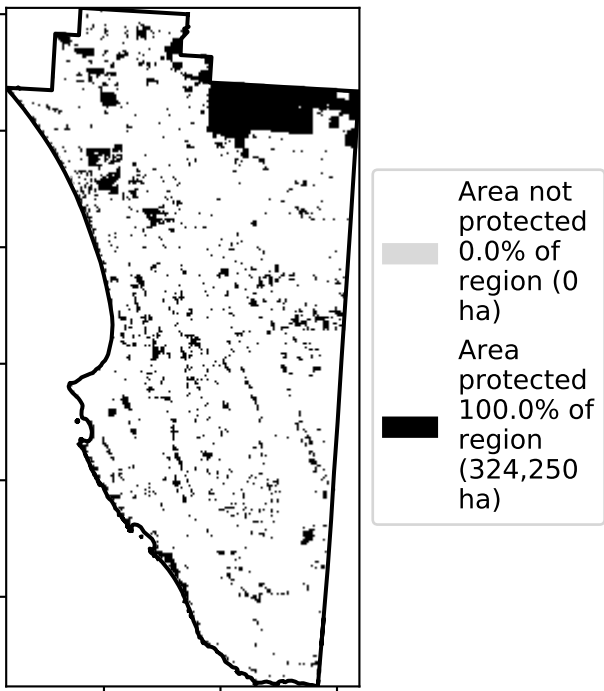 Area not
protected
0.0% of
region (0
ha)
Area
protected
100.0% of
region
(324,250
ha)